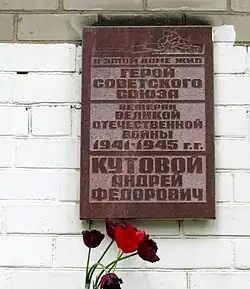 В ЭТОМ ДОМЕ ЖИЛ
ГЕРОЙ
СОВЕТСКОГО
СОЮЗА
ВЕТЕРАН
ВЕЛИКОЙ
ОТЕЧЕСТВЕННОЙ
ВОЙНЫ
1941-1945 г.г.
КУТОВОЙ
АНДРЕЙ
ФЕДОРОВИЧ